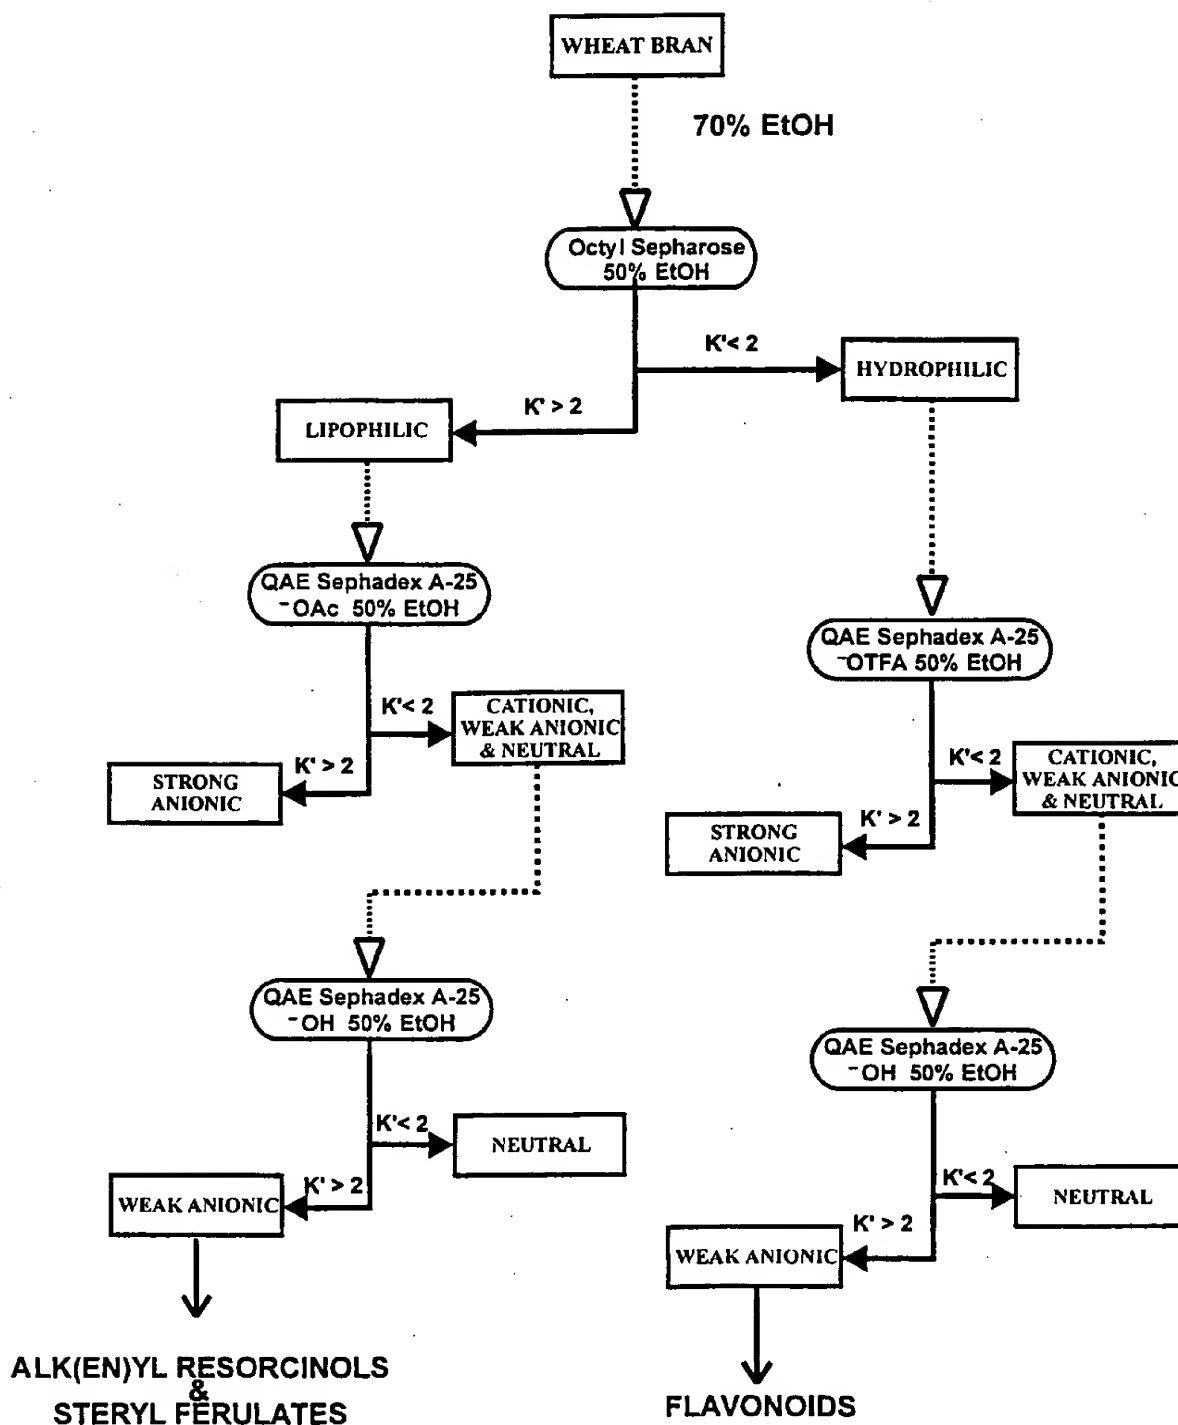 WHEAT BRAN
70% EtOH
Octyl Sepharose
50% EtOH
K'< 2
HYDROPHILIC
K' > 2
LIPOPHILIC
QAE Sephadex A-25
⁻OAc 50% EtOH
QAE Sephadex A-25
⁻OTFA 50% EtOH
K'< 2
CATIONIC,
WEAK ANIONIC
& NEUTRAL
K' > 2
STRONG
ANIONIC
K'< 2
CATIONIC,
WEAK ANIONIC
& NEUTRAL
K' > 2
STRONG
ANIONIC
QAE Sephadex A-25
⁻OH 50% EtOH
QAE Sephadex A-25
⁻OH 50% EtOH
K'< 2
NEUTRAL
K' > 2
WEAK ANIONIC
K'< 2
NEUTRAL
K' > 2
WEAK ANIONIC
ALK(EN)YL RESORCINOLS
&
STERYL FERULATES
FLAVONOIDS